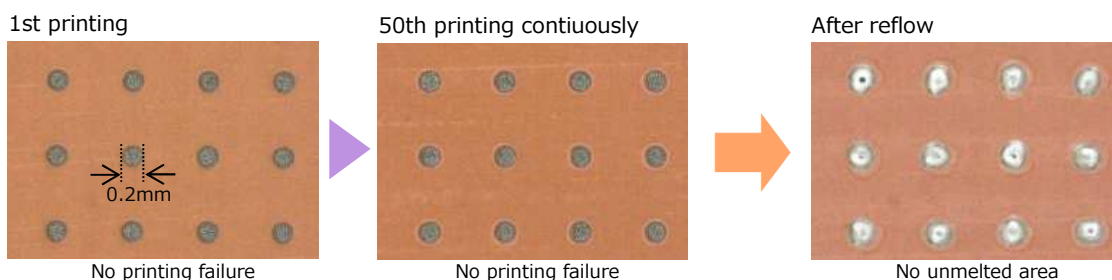 1st printing
50th printing contiuously
After reflow
0.2mm
No printing failure
No printing failure
No unmelted area